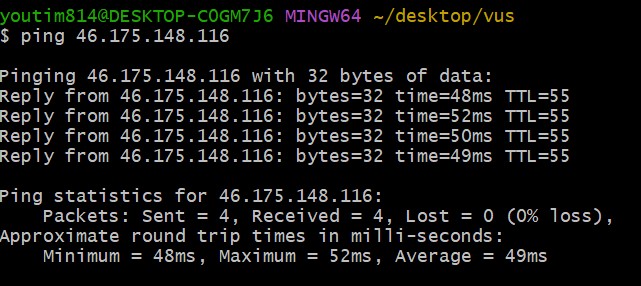 youtim814@DESKTOP-COGM7J6 MINGW64 ~/desktop/vus
$ ping 46.175.148.116
Pinging 46.175.148.116 with 32 bytes of data:
Reply from 46.175.148.116: bytes=32 time=48ms TTL=55
Reply from 46.175.148.116: bytes=32 time=52ms TTL=55
Reply from 46.175.148.116: bytes=32 time=50ms TTL=55
Reply from 46.175.148.116: bytes=32 time=49ms TTL=55
Ping statistics for 46.175.148.116:
Packets: Sent = 4, Received = 4, Lost = 0 (0% loss),
Approximate round trip times in milli-seconds:
Minimum = 48ms, Maximum = 52ms, Average = 49ms